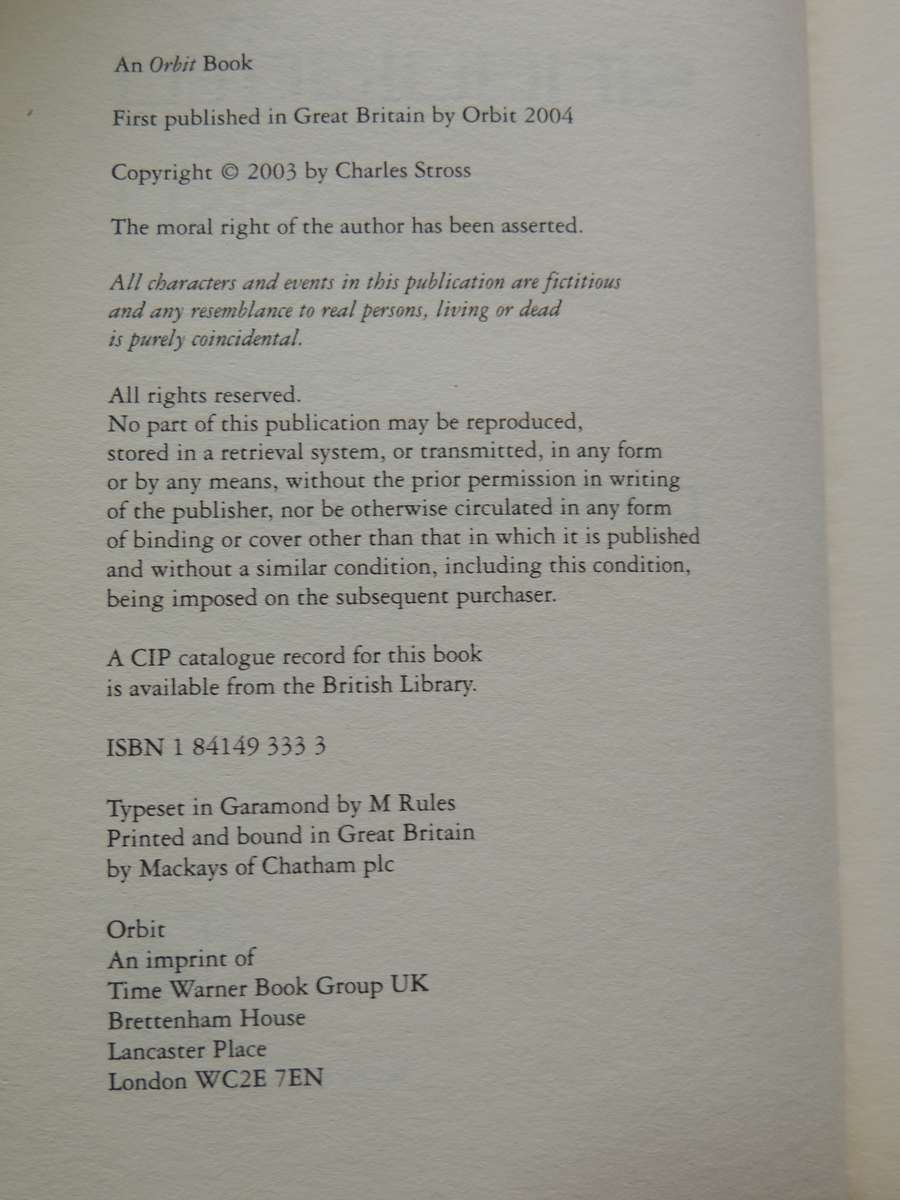 An Orbit Book
First published in Great Britain by Orbit 2004
Copyright © 2003 by Charles Stross
The moral right of the author has been asserted.
All characters and events in this publication are fictitious
and any resemblance to real persons, living or dead
is purely coincidental.
All rights reserved.
No part of this publication may be reproduced,
stored in a retrieval system, or transmitted, in any form
or by any means, without the prior permission in writing
of the publisher, nor be otherwise circulated in any form
of binding or cover other than that in which it is published
and without a similar condition, including this condition,
being imposed on the subsequent purchaser.
A CIP catalogue record for this book
is available from the British Library.
ISBN 1 84149 333 3
Typeset in Garamond by M Rules
Printed and bound in Great Britain
by Mackays of Chatham plc
Orbit
An imprint of
Time Warner Book Group UK
Brettenham House
Lancaster Place
London WC2E 7EN